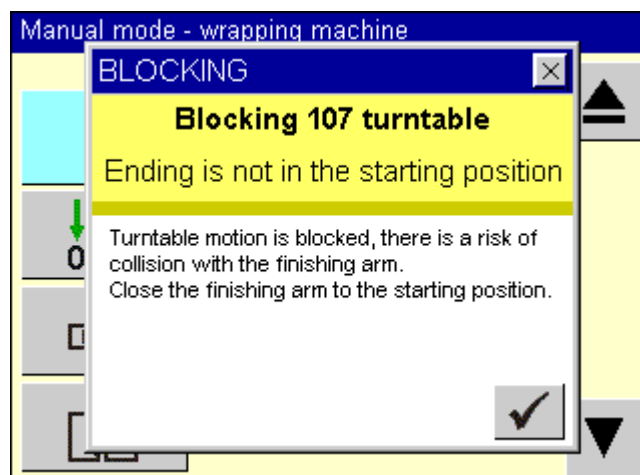 Manual mode - wrapping machine
BLOCKING
Blocking 107 turntable
Ending is not in the starting position
Turntable motion is blocked, there is a risk of
collision with the finishing arm.
Close the finishing arm to the starting position.
0